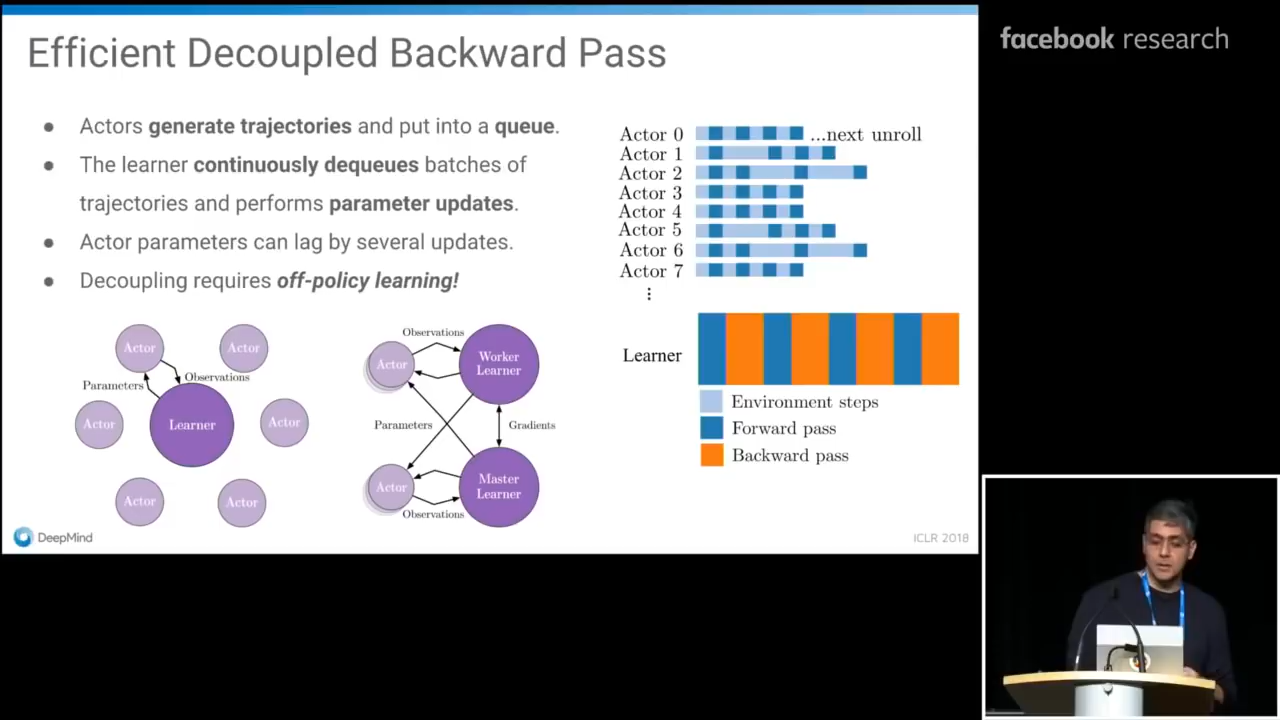 Efficient Decoupled Backward Pass
facebook research
● Actors generate trajectories and put into a queue.
● The learner continuously dequeues batches of
trajectories and performs parameter updates.
● Actor parameters can lag by several updates.
● Decoupling requires off-policy learning!
Actor 0 ...next unroll
Actor 1
Actor 2
Actor 3
Actor 4
Actor 5
Actor 6
Actor 7
⋮
Learner
Environment steps
Forward pass
Backward pass
Actor
Actor
Parameters
Observations
Actor
Learner
Actor
Actor
Actor
Observations
Actor
Worker
Learner
Parameters
Gradients
Actor
Master
Learner
Observations
DeepMind
ICLR 2018